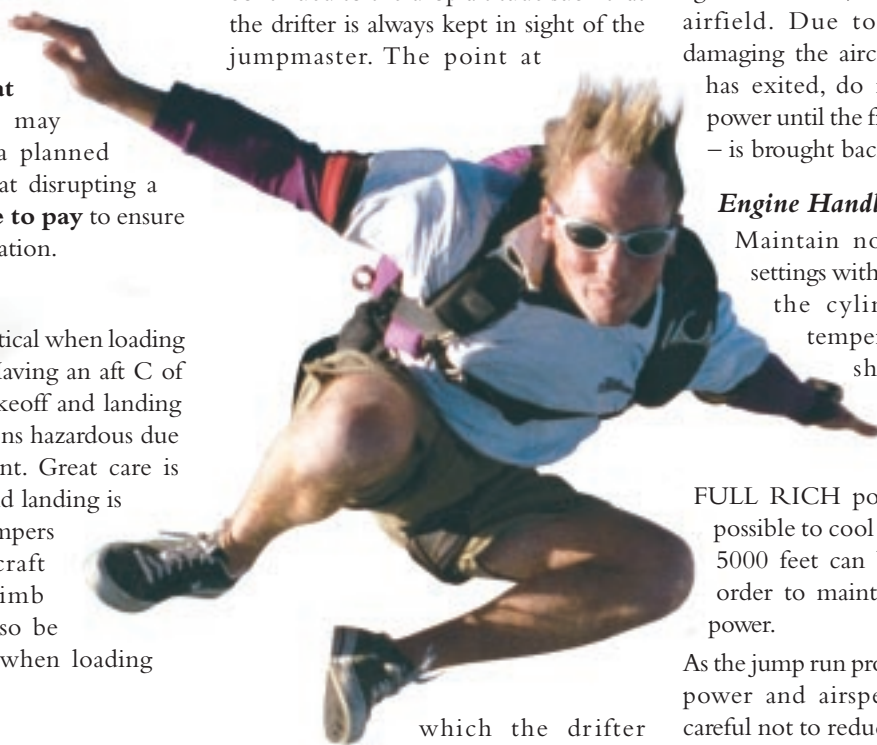 at
may
a planned
at disrupting a
e to pay to ensure
ation.
tical when loading
aving an aft C of
keoff and landing
ns hazardous due
nt. Great care is
d landing is
mpers
craft
imb
so be
when loading
the drifter is always kept in sight of the
jumpmaster. The point at
which the drifter
airfield. Due to
damaging the airc
has exited, do
power until the fi
– is brought bac
Engine Handl
Maintain no
settings with
the cylin
temper
sh
FULL RICH po
possible to cool
5000 feet can
order to maint
power.
As the jump run pro
power and airspe
careful not to reduc